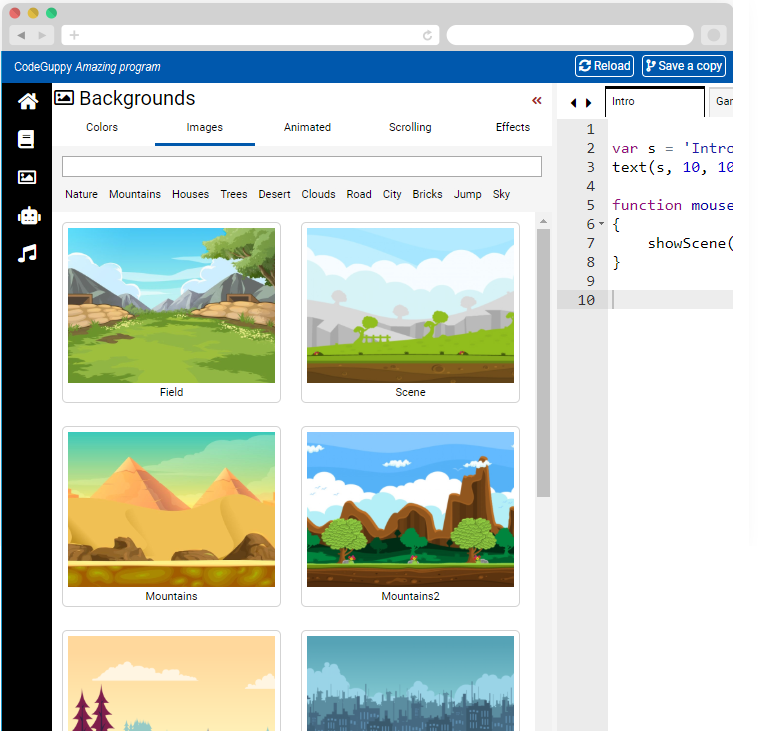 CodeGuppy Amazing program
Reload
Save a copy
Backgrounds
Colors Images Animated Scrolling Effects
Nature Mountains Houses Trees Desert Clouds Road City Bricks Jump Sky
Field
Scene
Mountains
Mountains2
Intro
Gar
1
2 var s = 'Intro
3 text(s, 10, 10
4
5 function mouse
6 {
7 showScene(
8 }
9
10